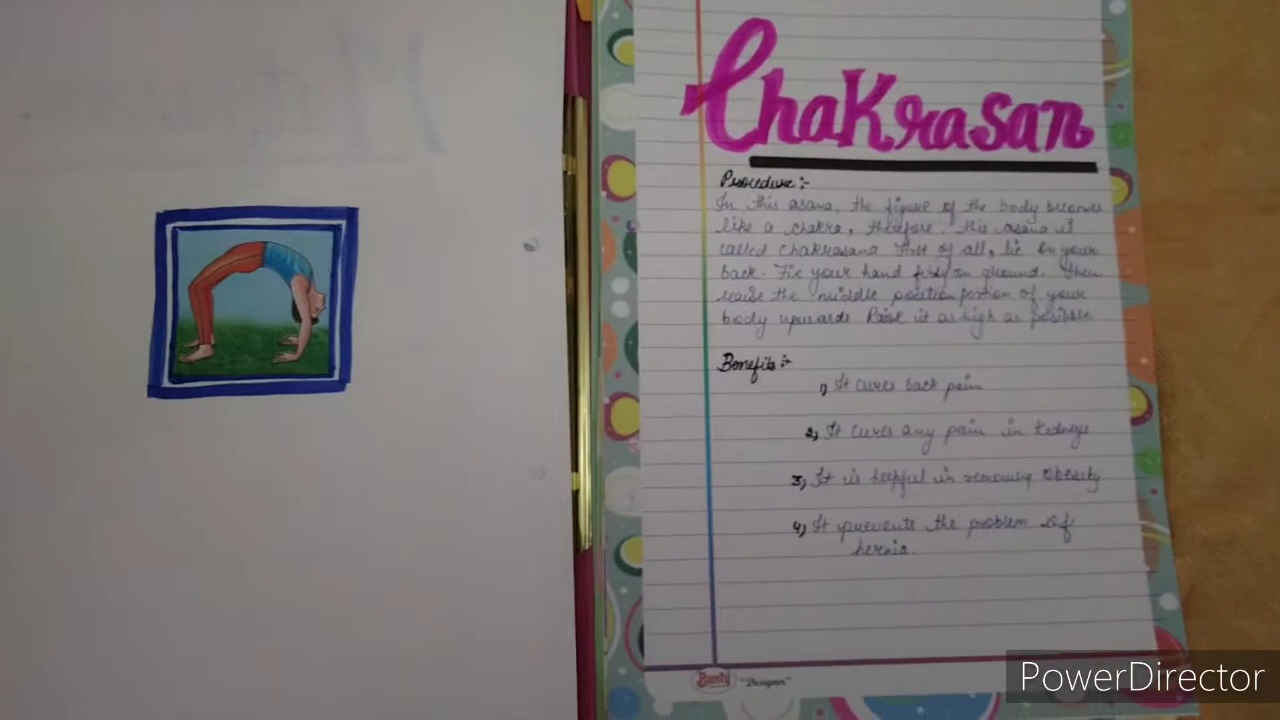 Chakrasan
Procedure:-
In this asana, the figure of the body becomes
like a chakra, therefore this asana is
called chakrasana First of all, lie on your
back. Fix your hand on ground. Then
raise the middle position portion of your
body upwards Raise it as high as possible
Benefits:-
1) It cures back pain
2) It cures any pain in kidneys
3) It is helpful in removing obesity
4) It prevents the problem of
hernia.
"Designer"
PowerDirector